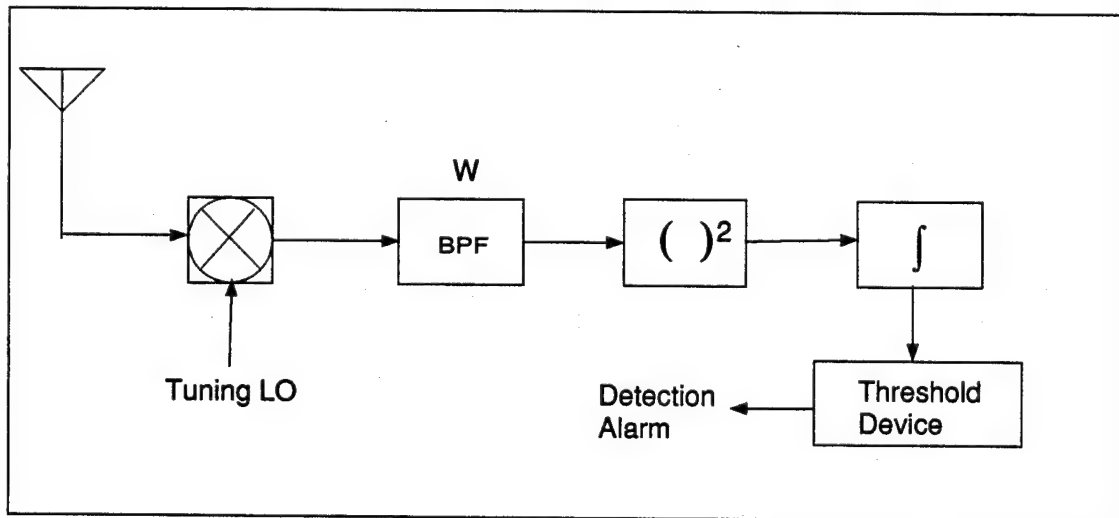 W
BPF
( )²
∫
Tuning LO
Threshold
Device
Detection
Alarm